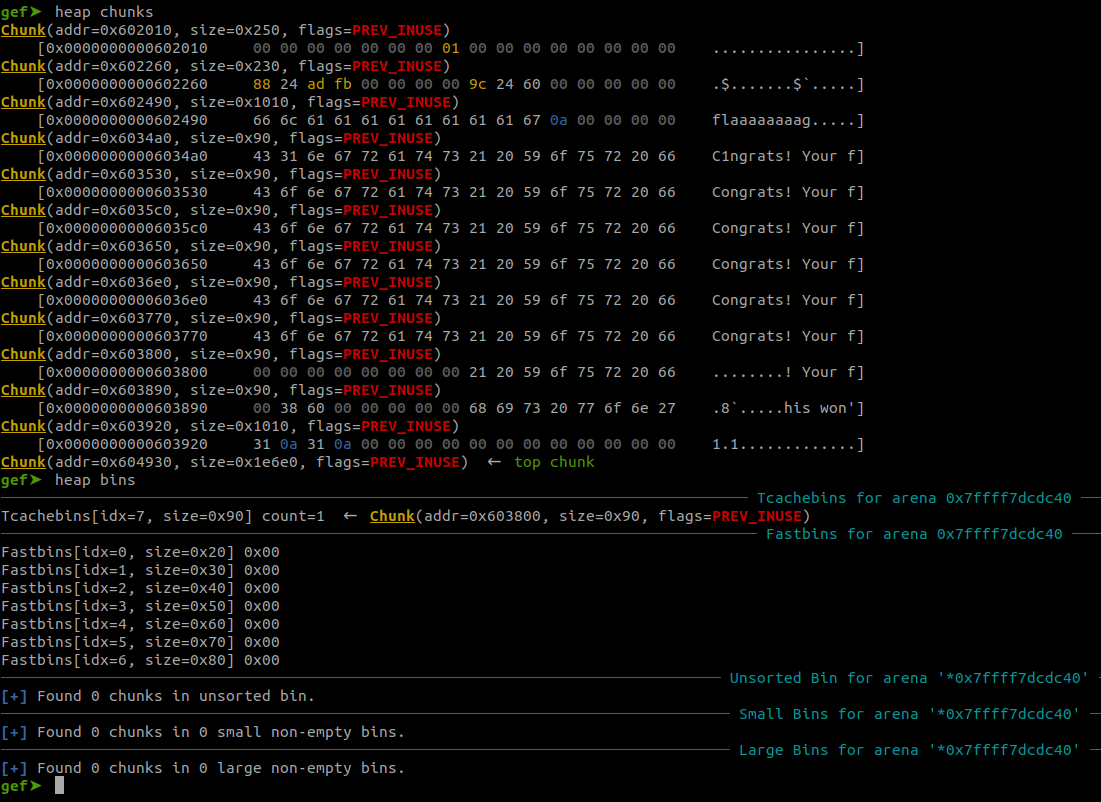 gef➤  heap chunks
Chunk(addr=0x602010, size=0x250, flags=PREV_INUSE)
    [0x0000000000602010     00 00 00 00 00 00 00 01 00 00 00 00 00 00 00 00    ................]
Chunk(addr=0x602260, size=0x230, flags=PREV_INUSE)
    [0x0000000000602260     88 24 ad fb 00 00 00 00 9c 24 60 00 00 00 00 00    .$.......$`.....]
Chunk(addr=0x602490, size=0x1010, flags=PREV_INUSE)
    [0x0000000000602490     66 6c 61 61 61 61 61 61 61 61 67 0a 00 00 00 00    flaaaaaaaag.....]
Chunk(addr=0x6034a0, size=0x90, flags=PREV_INUSE)
    [0x00000000006034a0     43 31 6e 67 72 61 74 73 21 20 59 6f 75 72 20 66    C1ngrats! Your f]
Chunk(addr=0x603530, size=0x90, flags=PREV_INUSE)
    [0x0000000000603530     43 6f 6e 67 72 61 74 73 21 20 59 6f 75 72 20 66    Congrats! Your f]
Chunk(addr=0x6035c0, size=0x90, flags=PREV_INUSE)
    [0x00000000006035c0     43 6f 6e 67 72 61 74 73 21 20 59 6f 75 72 20 66    Congrats! Your f]
Chunk(addr=0x603650, size=0x90, flags=PREV_INUSE)
    [0x0000000000603650     43 6f 6e 67 72 61 74 73 21 20 59 6f 75 72 20 66    Congrats! Your f]
Chunk(addr=0x6036e0, size=0x90, flags=PREV_INUSE)
    [0x00000000006036e0     43 6f 6e 67 72 61 74 73 21 20 59 6f 75 72 20 66    Congrats! Your f]
Chunk(addr=0x603770, size=0x90, flags=PREV_INUSE)
    [0x0000000000603770     43 6f 6e 67 72 61 74 73 21 20 59 6f 75 72 20 66    Congrats! Your f]
Chunk(addr=0x603800, size=0x90, flags=PREV_INUSE)
    [0x0000000000603800     00 00 00 00 00 00 00 00 21 20 59 6f 75 72 20 66    ........! Your f]
Chunk(addr=0x603890, size=0x90, flags=PREV_INUSE)
    [0x0000000000603890     00 38 60 00 00 00 00 00 68 69 73 20 77 6f 6e 27    .8`.....his won']
Chunk(addr=0x603920, size=0x1010, flags=PREV_INUSE)
    [0x0000000000603920     31 0a 31 0a 00 00 00 00 00 00 00 00 00 00 00 00    1.1.............]
Chunk(addr=0x604930, size=0x1e6e0, flags=PREV_INUSE)  ←  top chunk
gef➤  heap bins
Tcachebins for arena 0x7ffff7dcdc40
Tcachebins[idx=7, size=0x90] count=1  ←  Chunk(addr=0x603800, size=0x90, flags=PREV_INUSE)
Fastbins for arena 0x7ffff7dcdc40
Fastbins[idx=0, size=0x20] 0x00
Fastbins[idx=1, size=0x30] 0x00
Fastbins[idx=2, size=0x40] 0x00
Fastbins[idx=3, size=0x50] 0x00
Fastbins[idx=4, size=0x60] 0x00
Fastbins[idx=5, size=0x70] 0x00
Fastbins[idx=6, size=0x80] 0x00
Unsorted Bin for arena '*0x7ffff7dcdc40'
[+] Found 0 chunks in unsorted bin.
Small Bins for arena '*0x7ffff7dcdc40'
[+] Found 0 chunks in 0 small non-empty bins.
Large Bins for arena '*0x7ffff7dcdc40'
[+] Found 0 chunks in 0 large non-empty bins.
gef➤